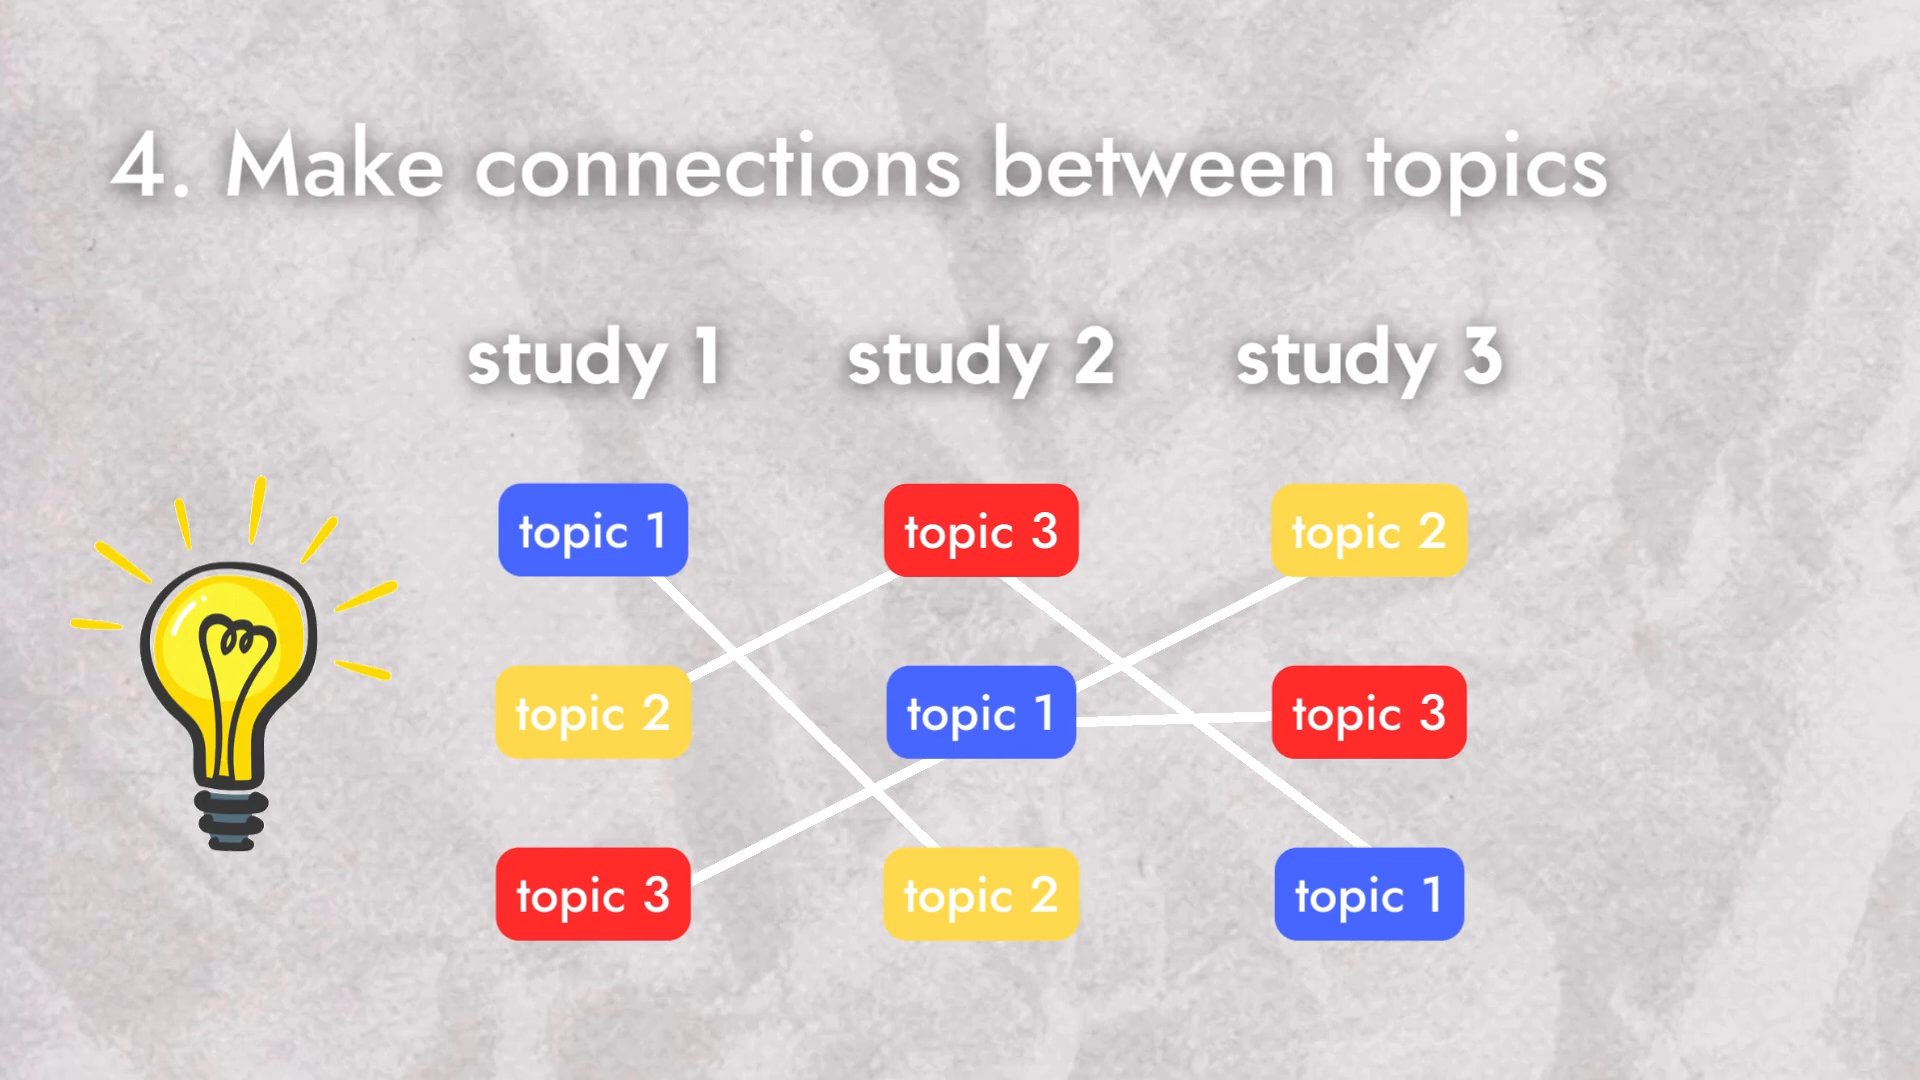 4. Make connections between topics
study 1 study 2 study 3
topic 1 topic 3 topic 2
topic 2 topic 1 topic 3
topic 3 topic 2 topic 1